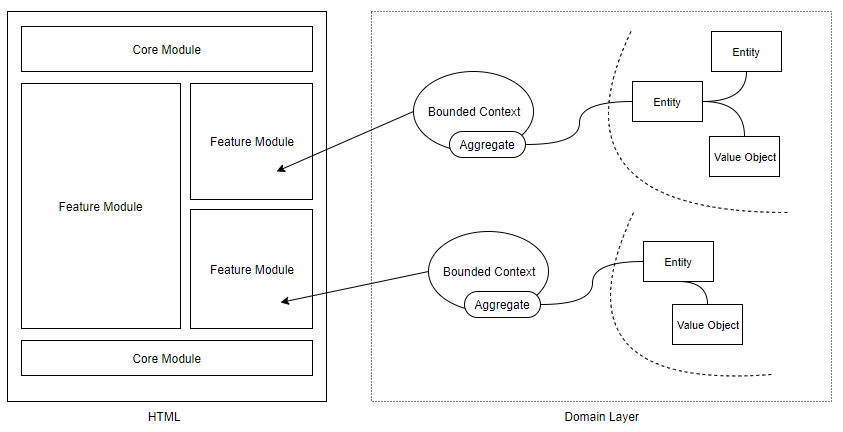 Core Module
Feature Module
Feature Module
Feature Module
Core Module
HTML
Bounded Context
Aggregate
Entity
Entity
Value Object
Bounded Context
Aggregate
Entity
Value Object
Domain Layer